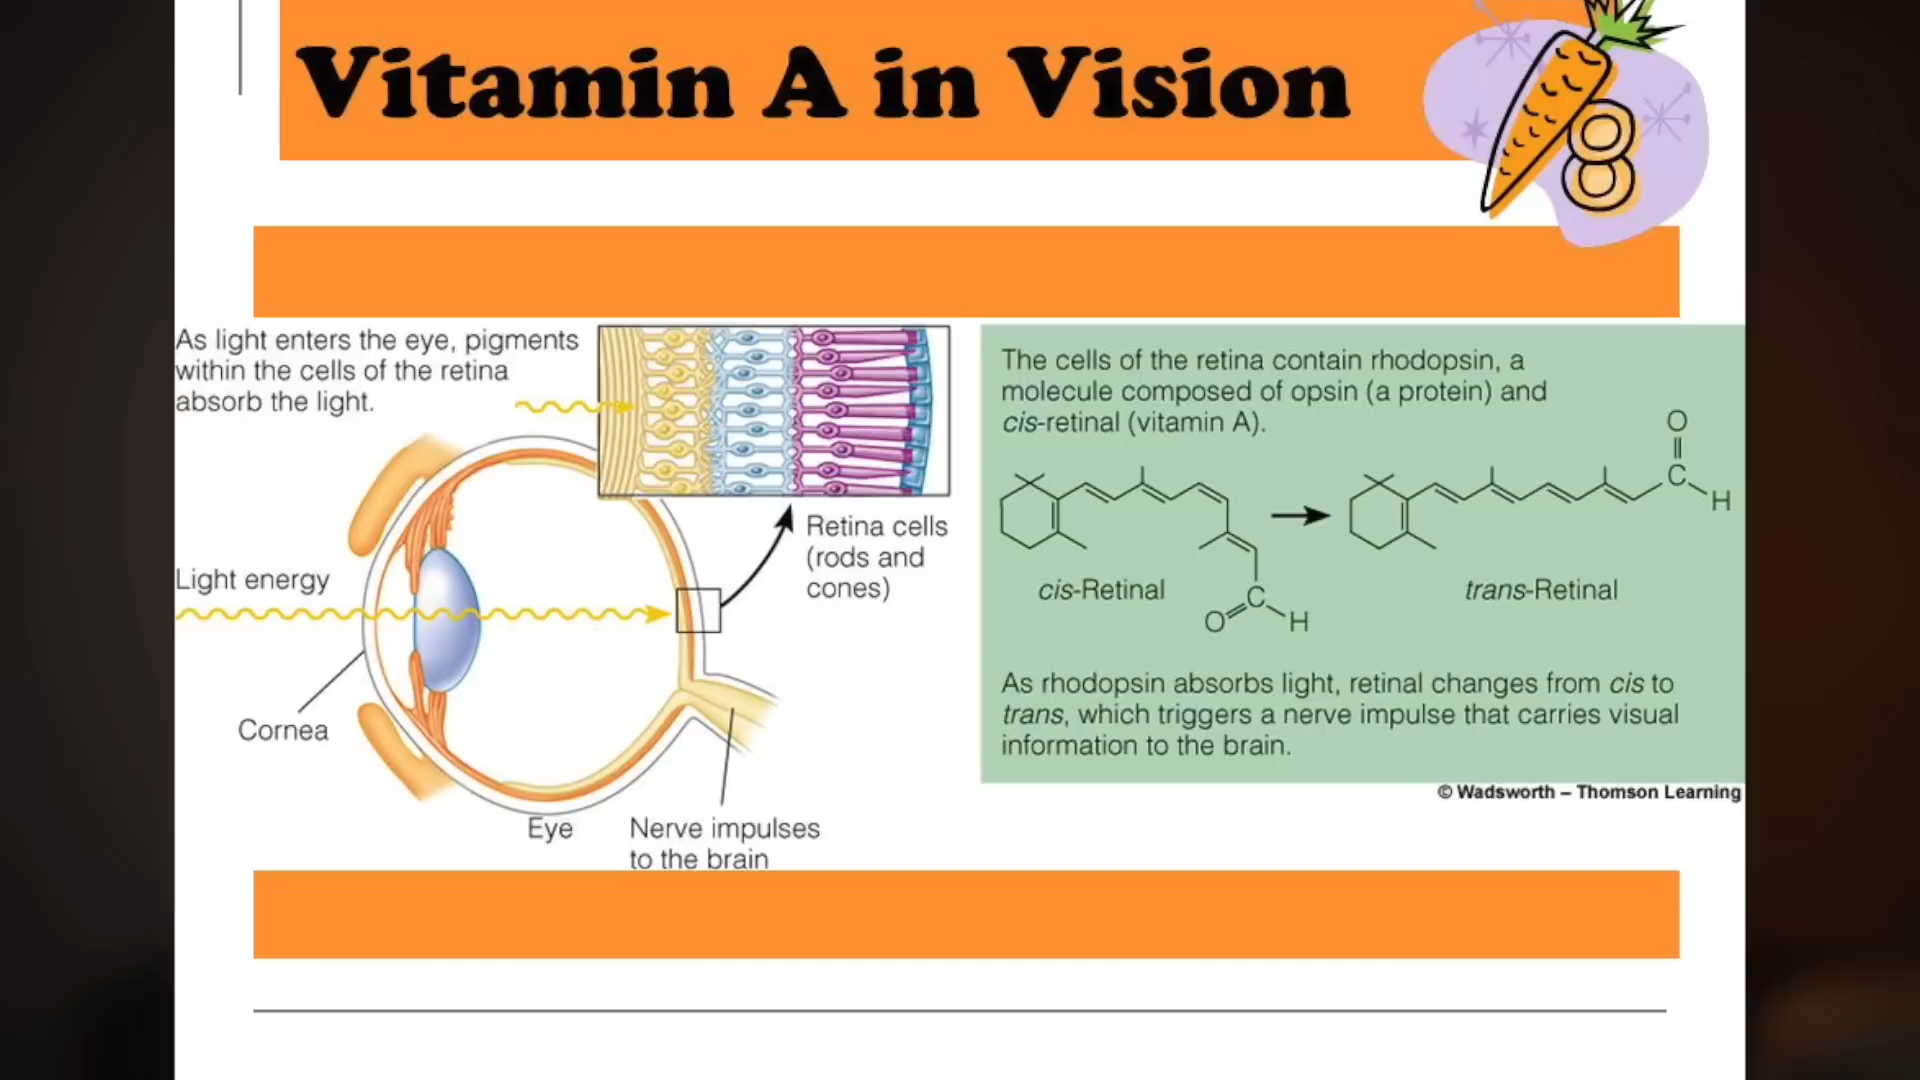 Vitamin A in Vision
As light enters the eye, pigments
within the cells of the retina
absorb the light.
Retina cells
(rods and
cones)
Light energy
Cornea
Eye
Nerve impulses
to the brain
The cells of the retina contain rhodopsin, a
molecule composed of opsin (a protein) and
cis-retinal (vitamin A).
O
C
H
cis-Retinal
trans-Retinal
C
O
H
As rhodopsin absorbs light, retinal changes from cis to
trans, which triggers a nerve impulse that carries visual
information to the brain.
© Wadsworth – Thomson Learning